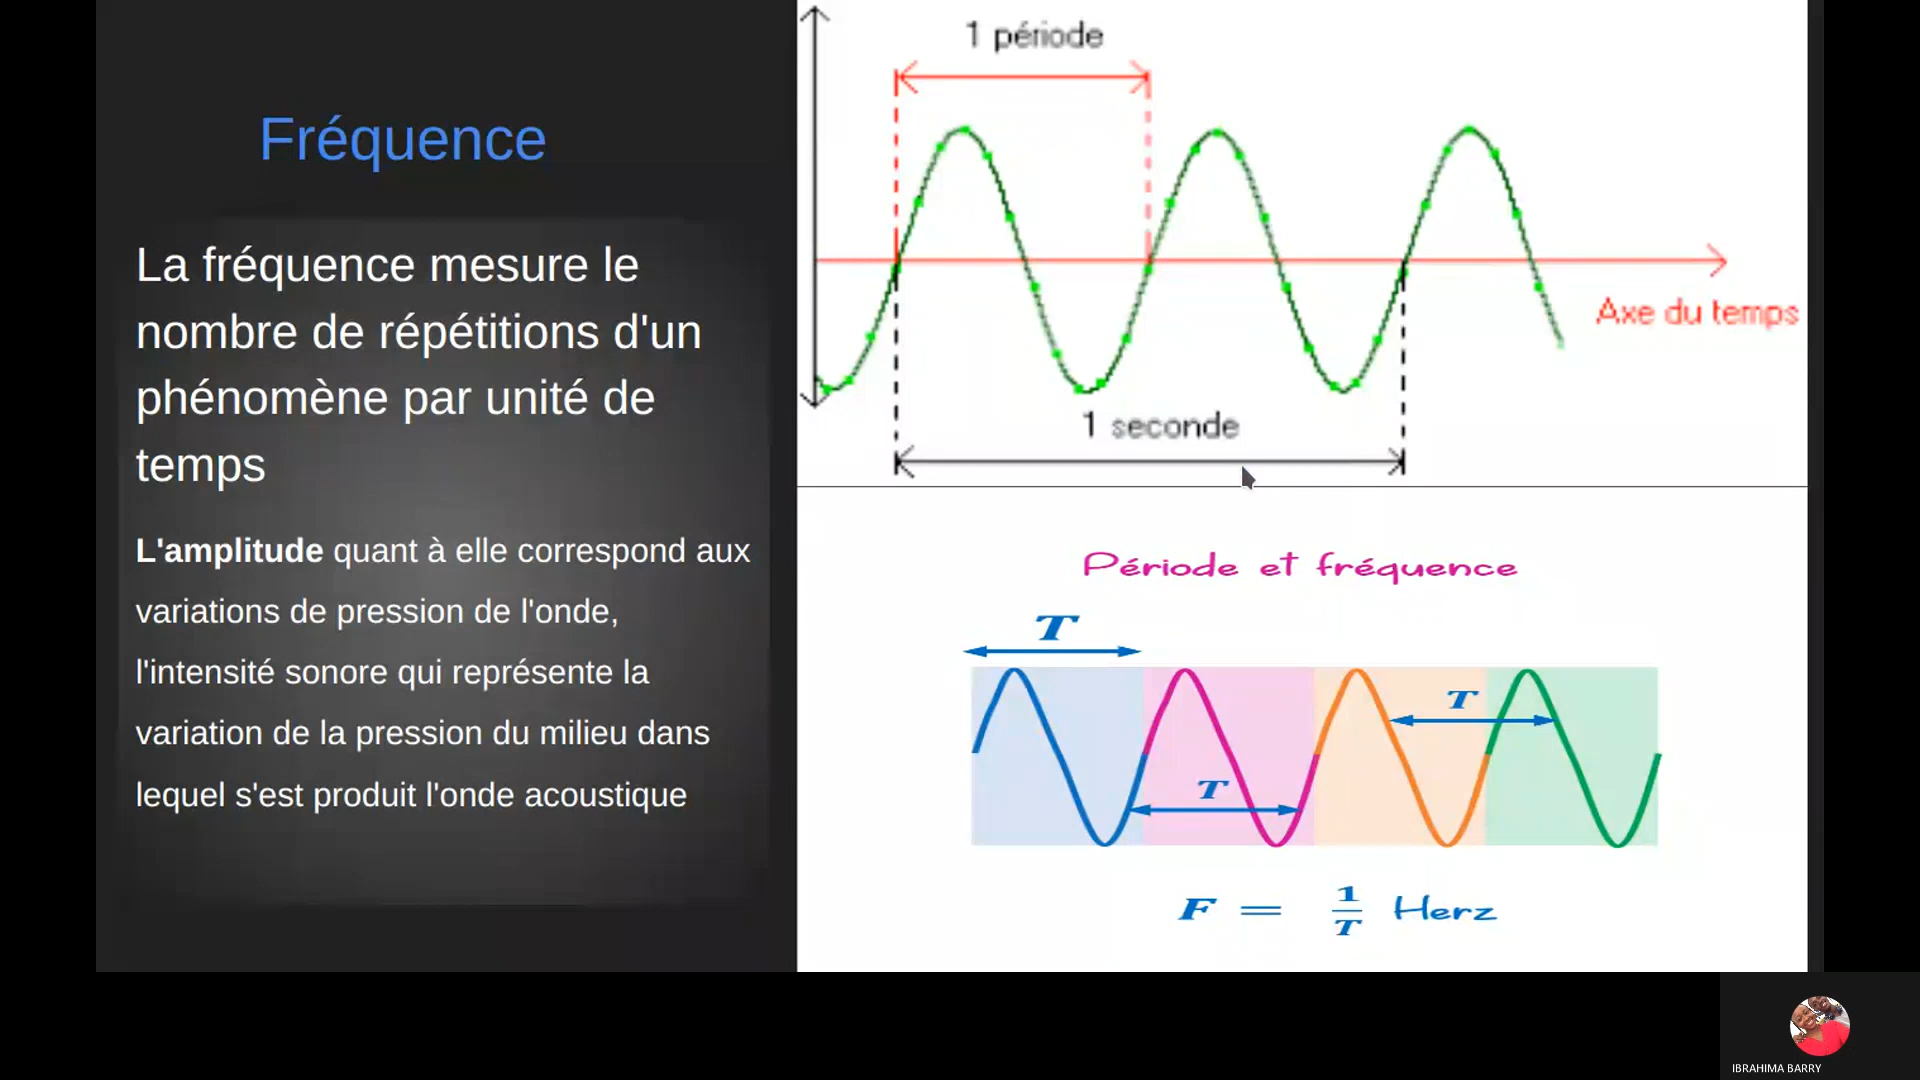 Fréquence
La fréquence mesure le
nombre de répétitions d'un
phénomène par unité de
temps
L'amplitude quant à elle correspond aux
variations de pression de l'onde,
l'intensité sonore qui représente la
variation de la pression du milieu dans
lequel s'est produit l'onde acoustique
1 période
Axe du temps
1 seconde
Période et fréquence
T
T
T
F = 1/T Herz
IBRAHIMA BARRY